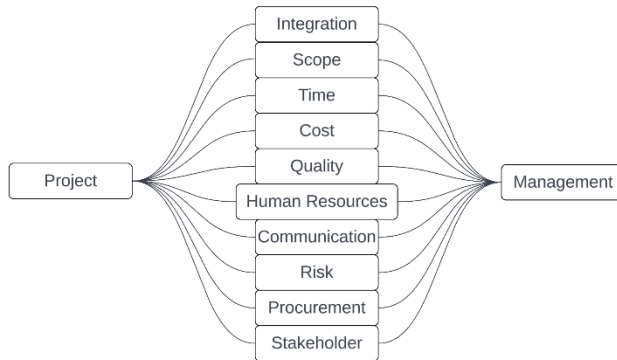 Integration
Scope
Time
Cost
Quality
Project
Management
Human Resources
Communication
Risk
Procurement
Stakeholder